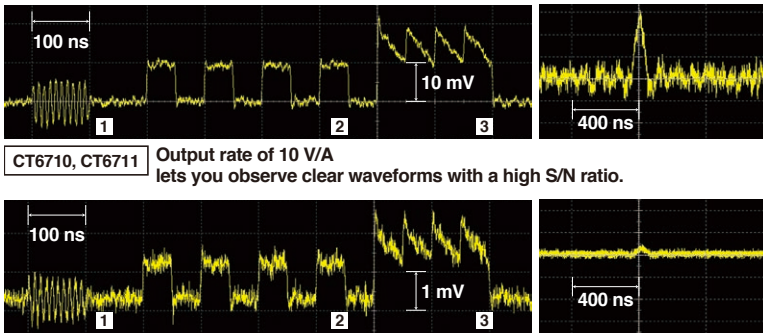 100 ns
10 mV
1
2
3
400 ns
CT6710, CT6711
Output rate of 10 V/A
lets you observe clear waveforms with a high S/N ratio.
100 ns
1 mV
1
2
3
400 ns